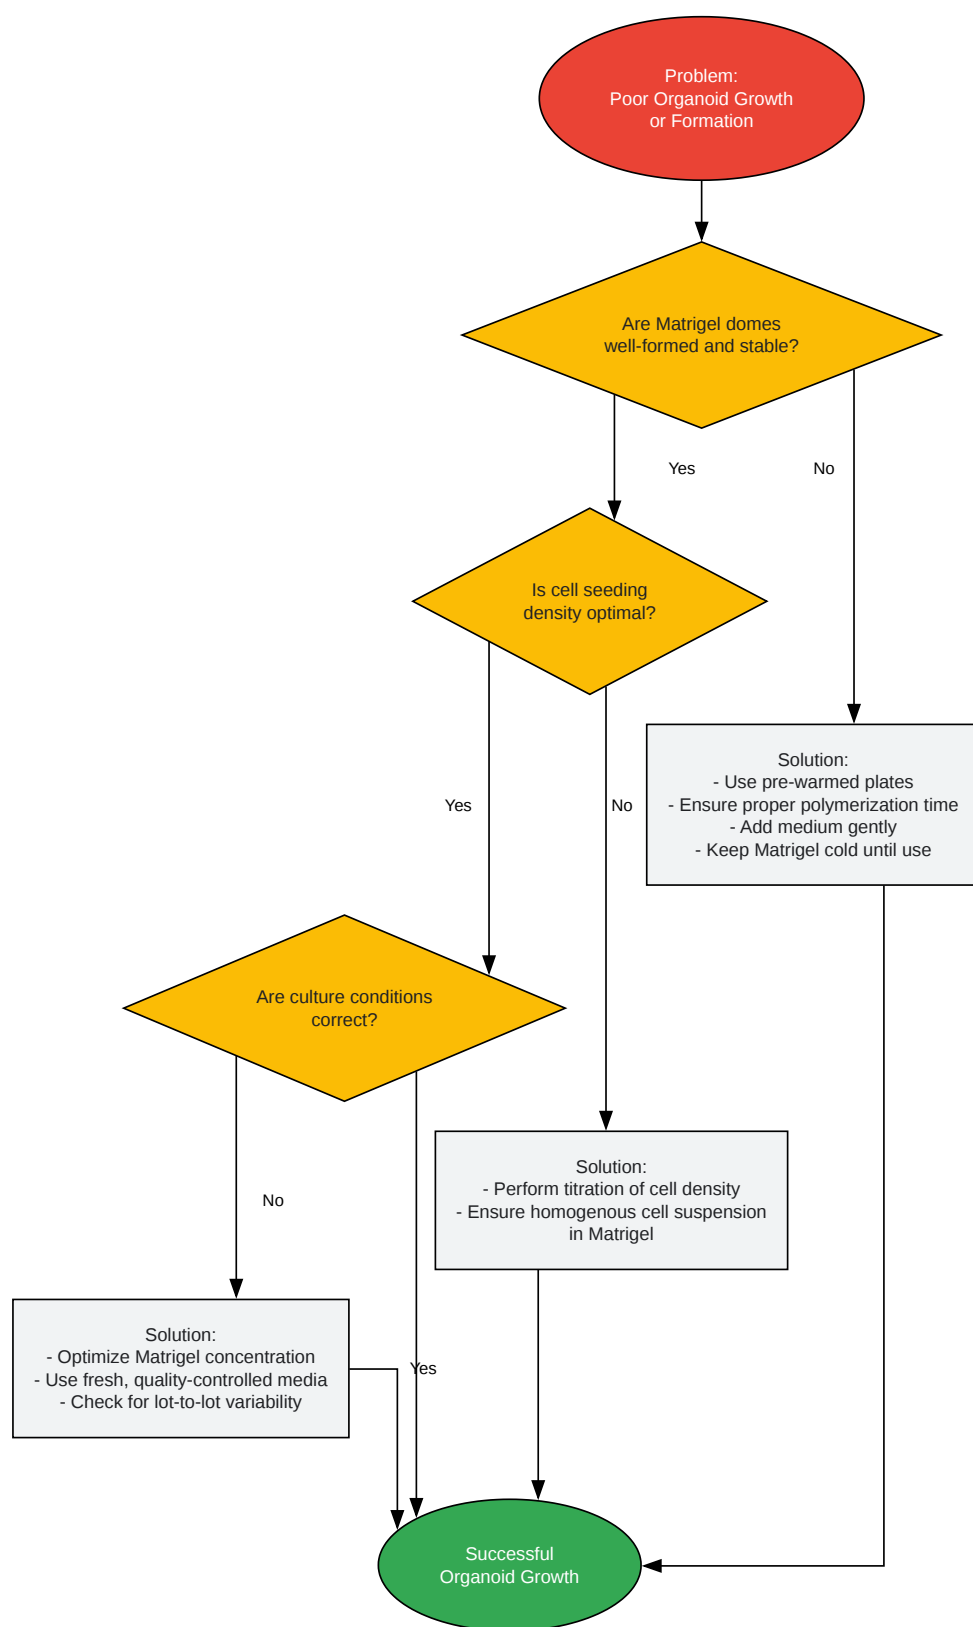 Problem:
Poor Organoid Growth
or Formation
Are Matrigel domes
well-formed and stable?
Yes
No
Is cell seeding
density optimal?
Solution:
- Use pre-warmed plates
- Ensure proper polymerization time
- Add medium gently
- Keep Matrigel cold until use
Yes
No
Are culture conditions
correct?
Solution:
- Perform titration of cell density
- Ensure homogenous cell suspension
in Matrigel
No
Solution:
- Optimize Matrigel concentration
- Use fresh, quality-controlled media
- Check for lot-to-lot variability
Yes
Successful
Organoid Growth